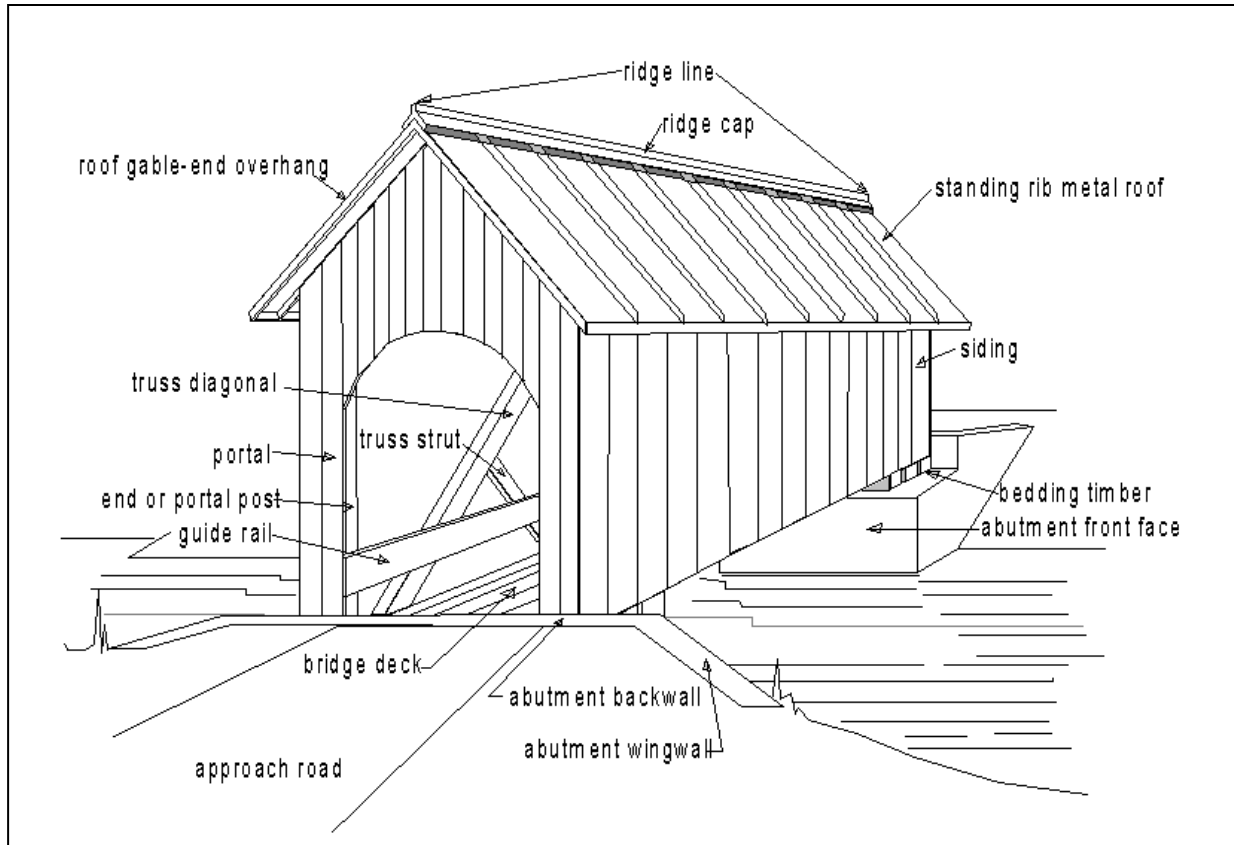 ridge line
ridge cap
roof gable-end overhang
standing rib metal roof
siding
truss diagonal
truss strut
portal
end or portal post
bedding timber
guide rail
abutment front face
bridge deck
abutment backwall
abutment wingwall
approach road